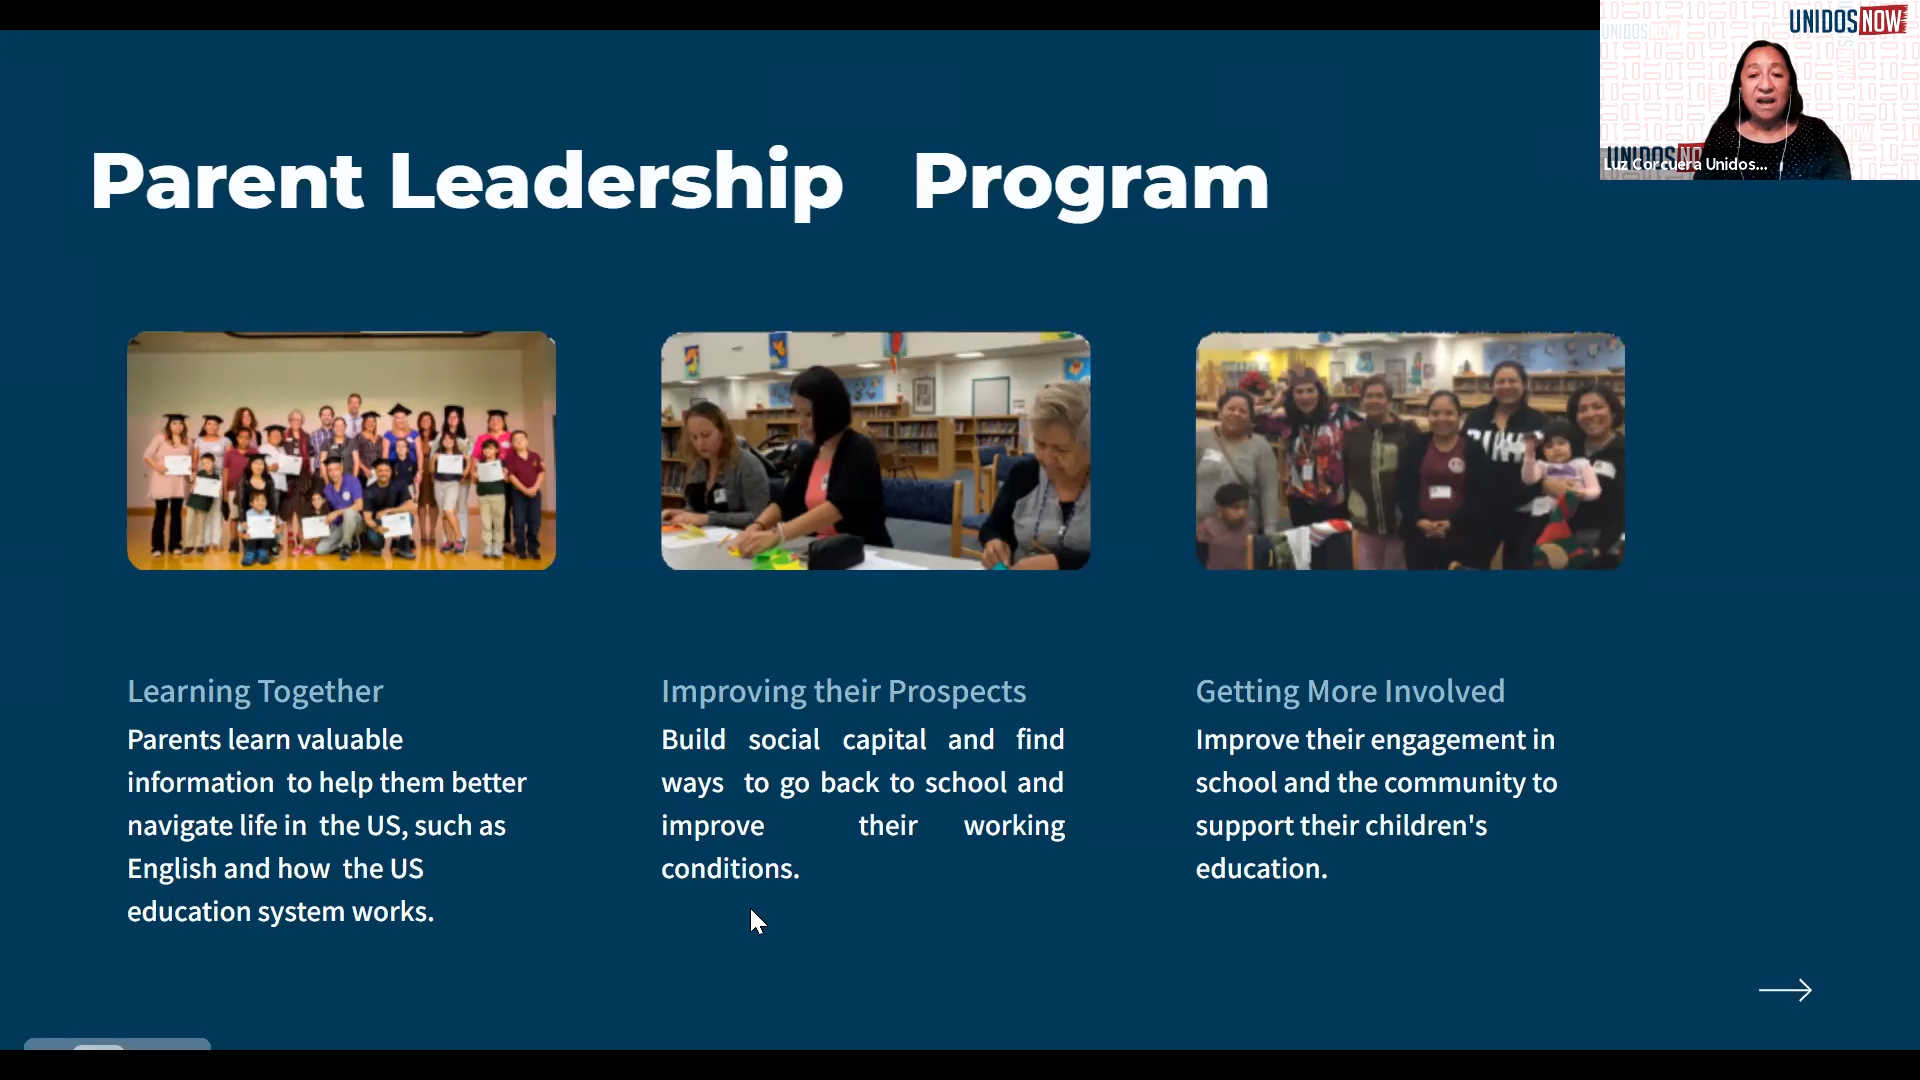 UNIDOS NOW
UNIDOS NOW
Luz Corcuera Unidos...
Parent Leadership Program
Learning Together
Parents learn valuable
information to help them better
navigate life in the US, such as
English and how the US
education system works.
Improving their Prospects
Build social capital and find
ways to go back to school and
improve their working
conditions.
Getting More Involved
Improve their engagement in
school and the community to
support their children's
education.